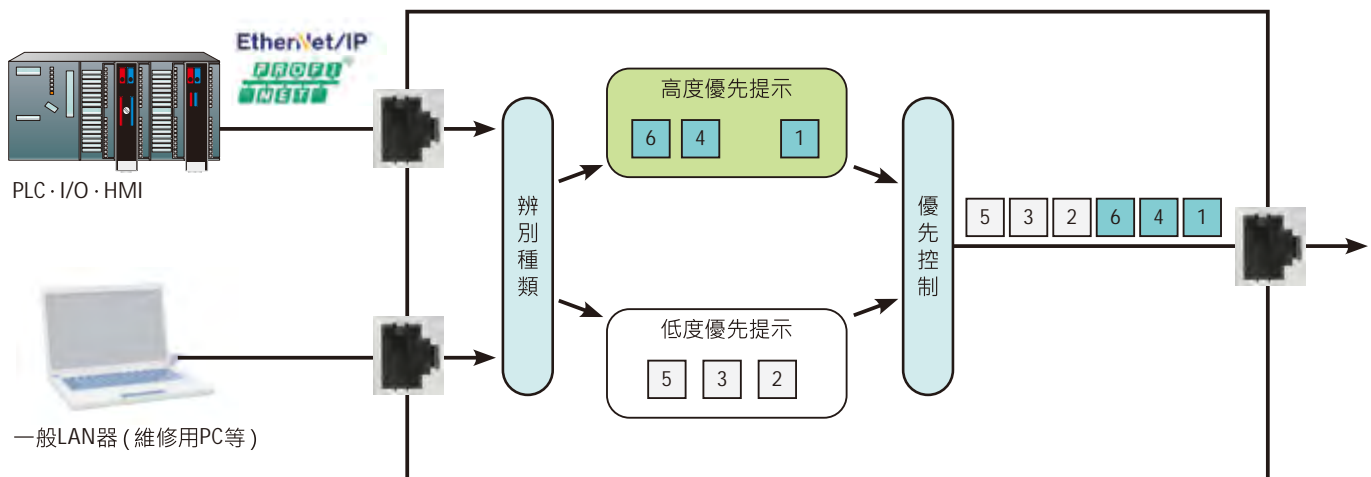 EtherNet/IP
PROFI
NET
PLC · I/O · HMI
一般LAN器 ( 維修用PC等 )
辨別種類
高度優先提示
6 4 1
低度優先提示
5 3 2
優先控制
5 3 2 6 4 1